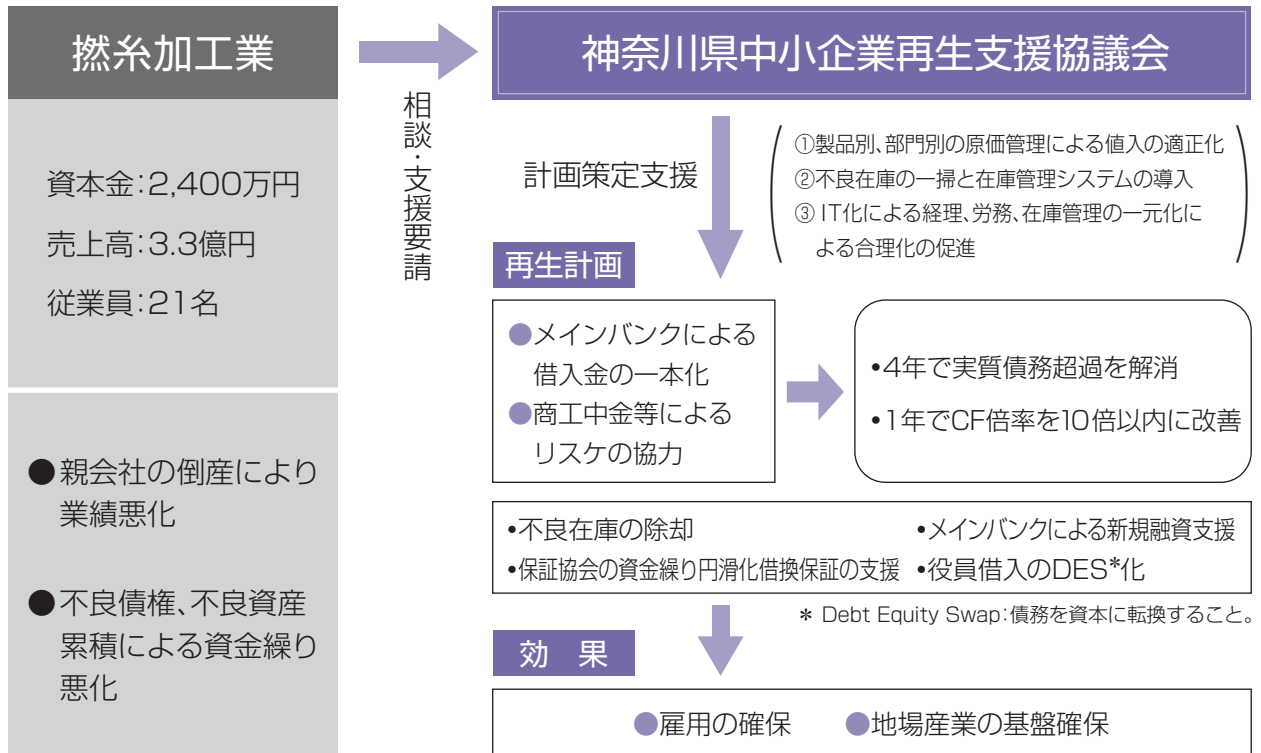 撚糸加工業
資本金：2,400万円
売上高：3.3億円
従業員：21名
●親会社の倒産により
業績悪化
●不良債権、不良資産
累積による資金繰り
悪化
相談・支援要請
神奈川県中小企業再生支援協議会
計画策定支援
①製品別、部門別の原価管理による値入の適正化
②不良在庫の一掃と在庫管理システムの導入
③IT化による経理、労務、在庫管理の一元化に
よる合理化の促進
再生計画
●メインバンクによる
借入金の一本化
●商工中金等による
リスケの協力
•4年で実質債務超過を解消
•1年でCF倍率を10倍以内に改善
•不良在庫の除却
•メインバンクによる新規融資支援
•保証協会の資金繰り円滑化借換保証の支援
•役員借入のDES*化
* Debt Equity Swap：債務を資本に転換すること。
効　果
●雇用の確保　●地場産業の基盤確保